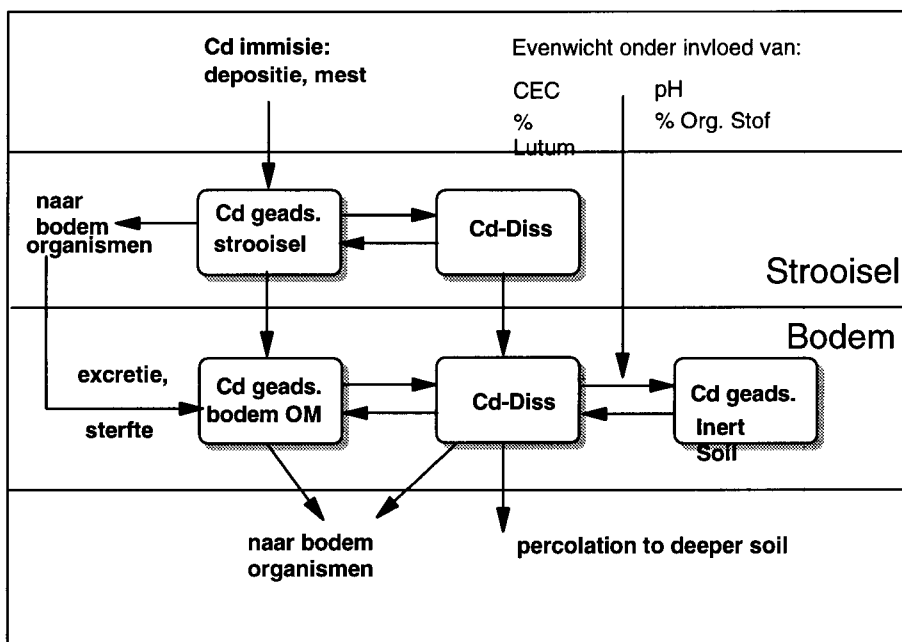 Cd immisie:
depositie, mest
Evenwicht onder invloed van:
CEC
%
Lutum
pH
% Org. Stof
naar
bodem
organismen
Cd geads.
strooisel
Cd-Diss
Strooisel
Bodem
excretie,
sterfte
Cd geads.
bodem OM
Cd-Diss
Cd geads.
Inert
Soil
naar bodem
organismen
percolation to deeper soil